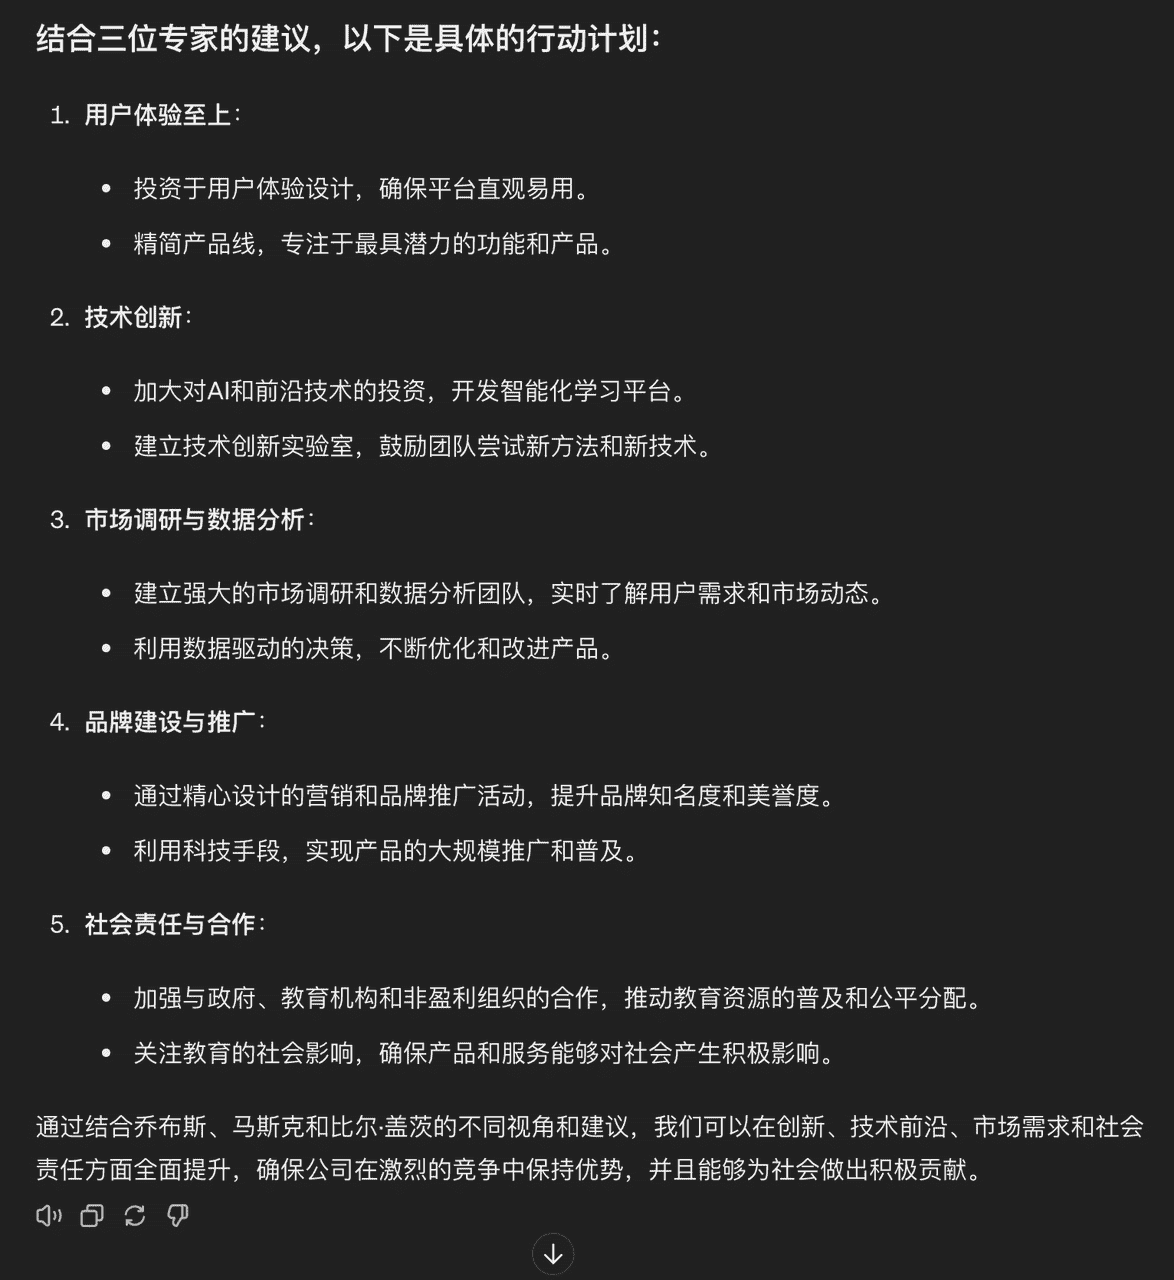 结合三位专家的建议，以下是具体的行动计划：
1. 用户体验至上：
• 投资于用户体验设计，确保平台直观易用。
• 精简产品线，专注于最具潜力的功能和产品。
2. 技术创新：
• 加大对AI和前沿技术的投资，开发智能化学习平台。
• 建立技术创新实验室，鼓励团队尝试新方法和新技术。
3. 市场调研与数据分析：
• 建立强大的市场调研和数据分析团队，实时了解用户需求和市场动态。
• 利用数据驱动的决策，不断优化和改进产品。
4. 品牌建设与推广：
• 通过精心设计的营销和品牌推广活动，提升品牌知名度和美誉度。
• 利用科技手段，实现产品的大规模推广和普及。
5. 社会责任与合作：
• 加强与政府、教育机构和非盈利组织的合作，推动教育资源的普及和公平分配。
• 关注教育的社会影响，确保产品和服务能够对社会产生积极影响。
通过结合乔布斯、马斯克和比尔·盖茨的不同视角和建议，我们可以在创新、技术前沿、市场需求和社会
责任方面全面提升，确保公司在激烈的竞争中保持优势，并且能够为社会做出积极贡献。